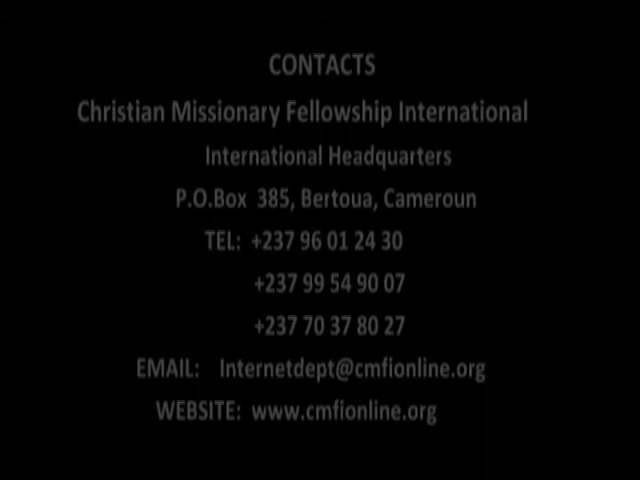 CONTACTS
Christian Missionary Fellowship International
International Headquarters
P.O.Box 385, Bertoua, Cameroun
TEL: +237 96 01 24 30
+237 99 54 90 07
+237 70 37 80 27
EMAIL: Internetdept@cmfionline.org
WEBSITE: www.cmfionline.org